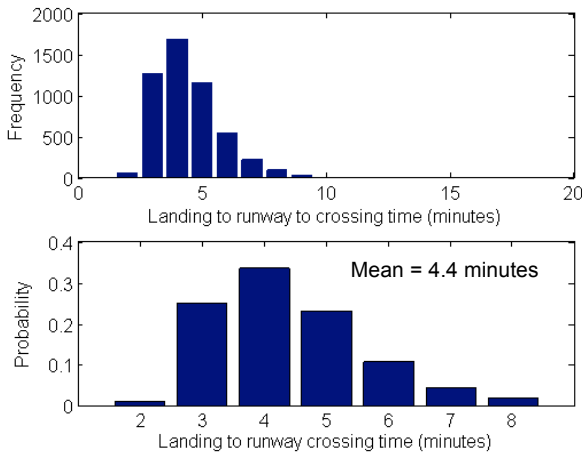 2000
1500
1000
500
0
Frequency
0 5 10 15 20
Landing to runway to crossing time (minutes)
0.4
0.3
0.2
0.1
0
Probability
Mean = 4.4 minutes
2 3 4 5 6 7 8
Landing to runway crossing time (minutes)